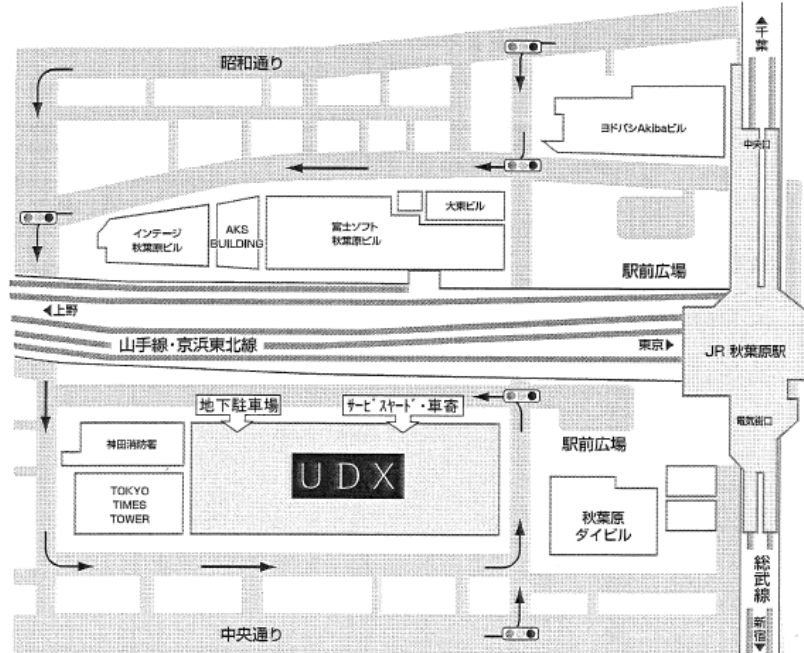 ▲千葉
昭和通り
ヨドバシAkibaビル
中央口
大東ビル
インテージ
秋葉原ビル
AKS
BUILDING
富士ソフト
秋葉原ビル
駅前広場
◀上野
山手線・京浜東北線
東京▶
JR 秋葉原駅
地下駐車場
サービスヤード・車寄
電気街口
神田消防署
UDX
駅前広場
TOKYO
TIMES
TOWER
秋葉原
ダイビル
総武線
中央通り
新宿▼